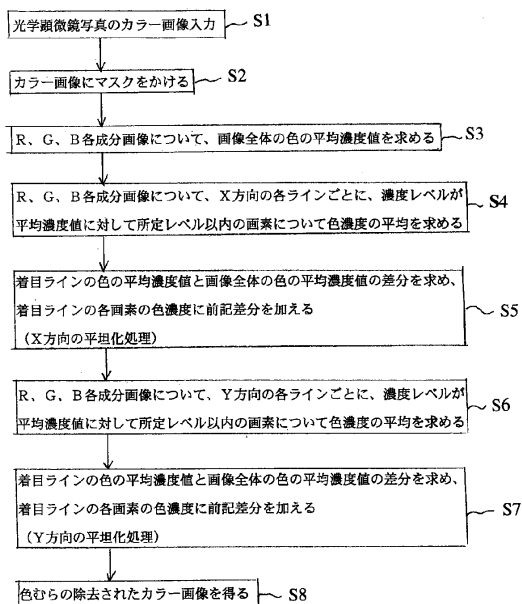 光学顕微鏡写真のカラー画像入力 S1
カラー画像にマスクをかける S2
R、G、B各成分画像について、画像全体の色の平均濃度値を求める S3
R、G、B各成分画像について、X方向の各ラインごとに、濃度レベルが
平均濃度値に対して所定レベル以内の画素について色濃度の平均を求める
S4
着目ラインの色の平均濃度値と画像全体の色の平均濃度値の差分を求め、
着目ラインの各画素の色濃度に前記差分を加える
(X方向の平坦化処理)
S5
R、G、B各成分画像について、Y方向の各ラインごとに、濃度レベルが
平均濃度値に対して所定レベル以内の画素について色濃度の平均を求める
S6
着目ラインの色の平均濃度値と画像全体の色の平均濃度値の差分を求め、
着目ラインの各画素の色濃度に前記差分を加える
(Y方向の平坦化処理)
S7
色むらの除去されたカラー画像を得る S8